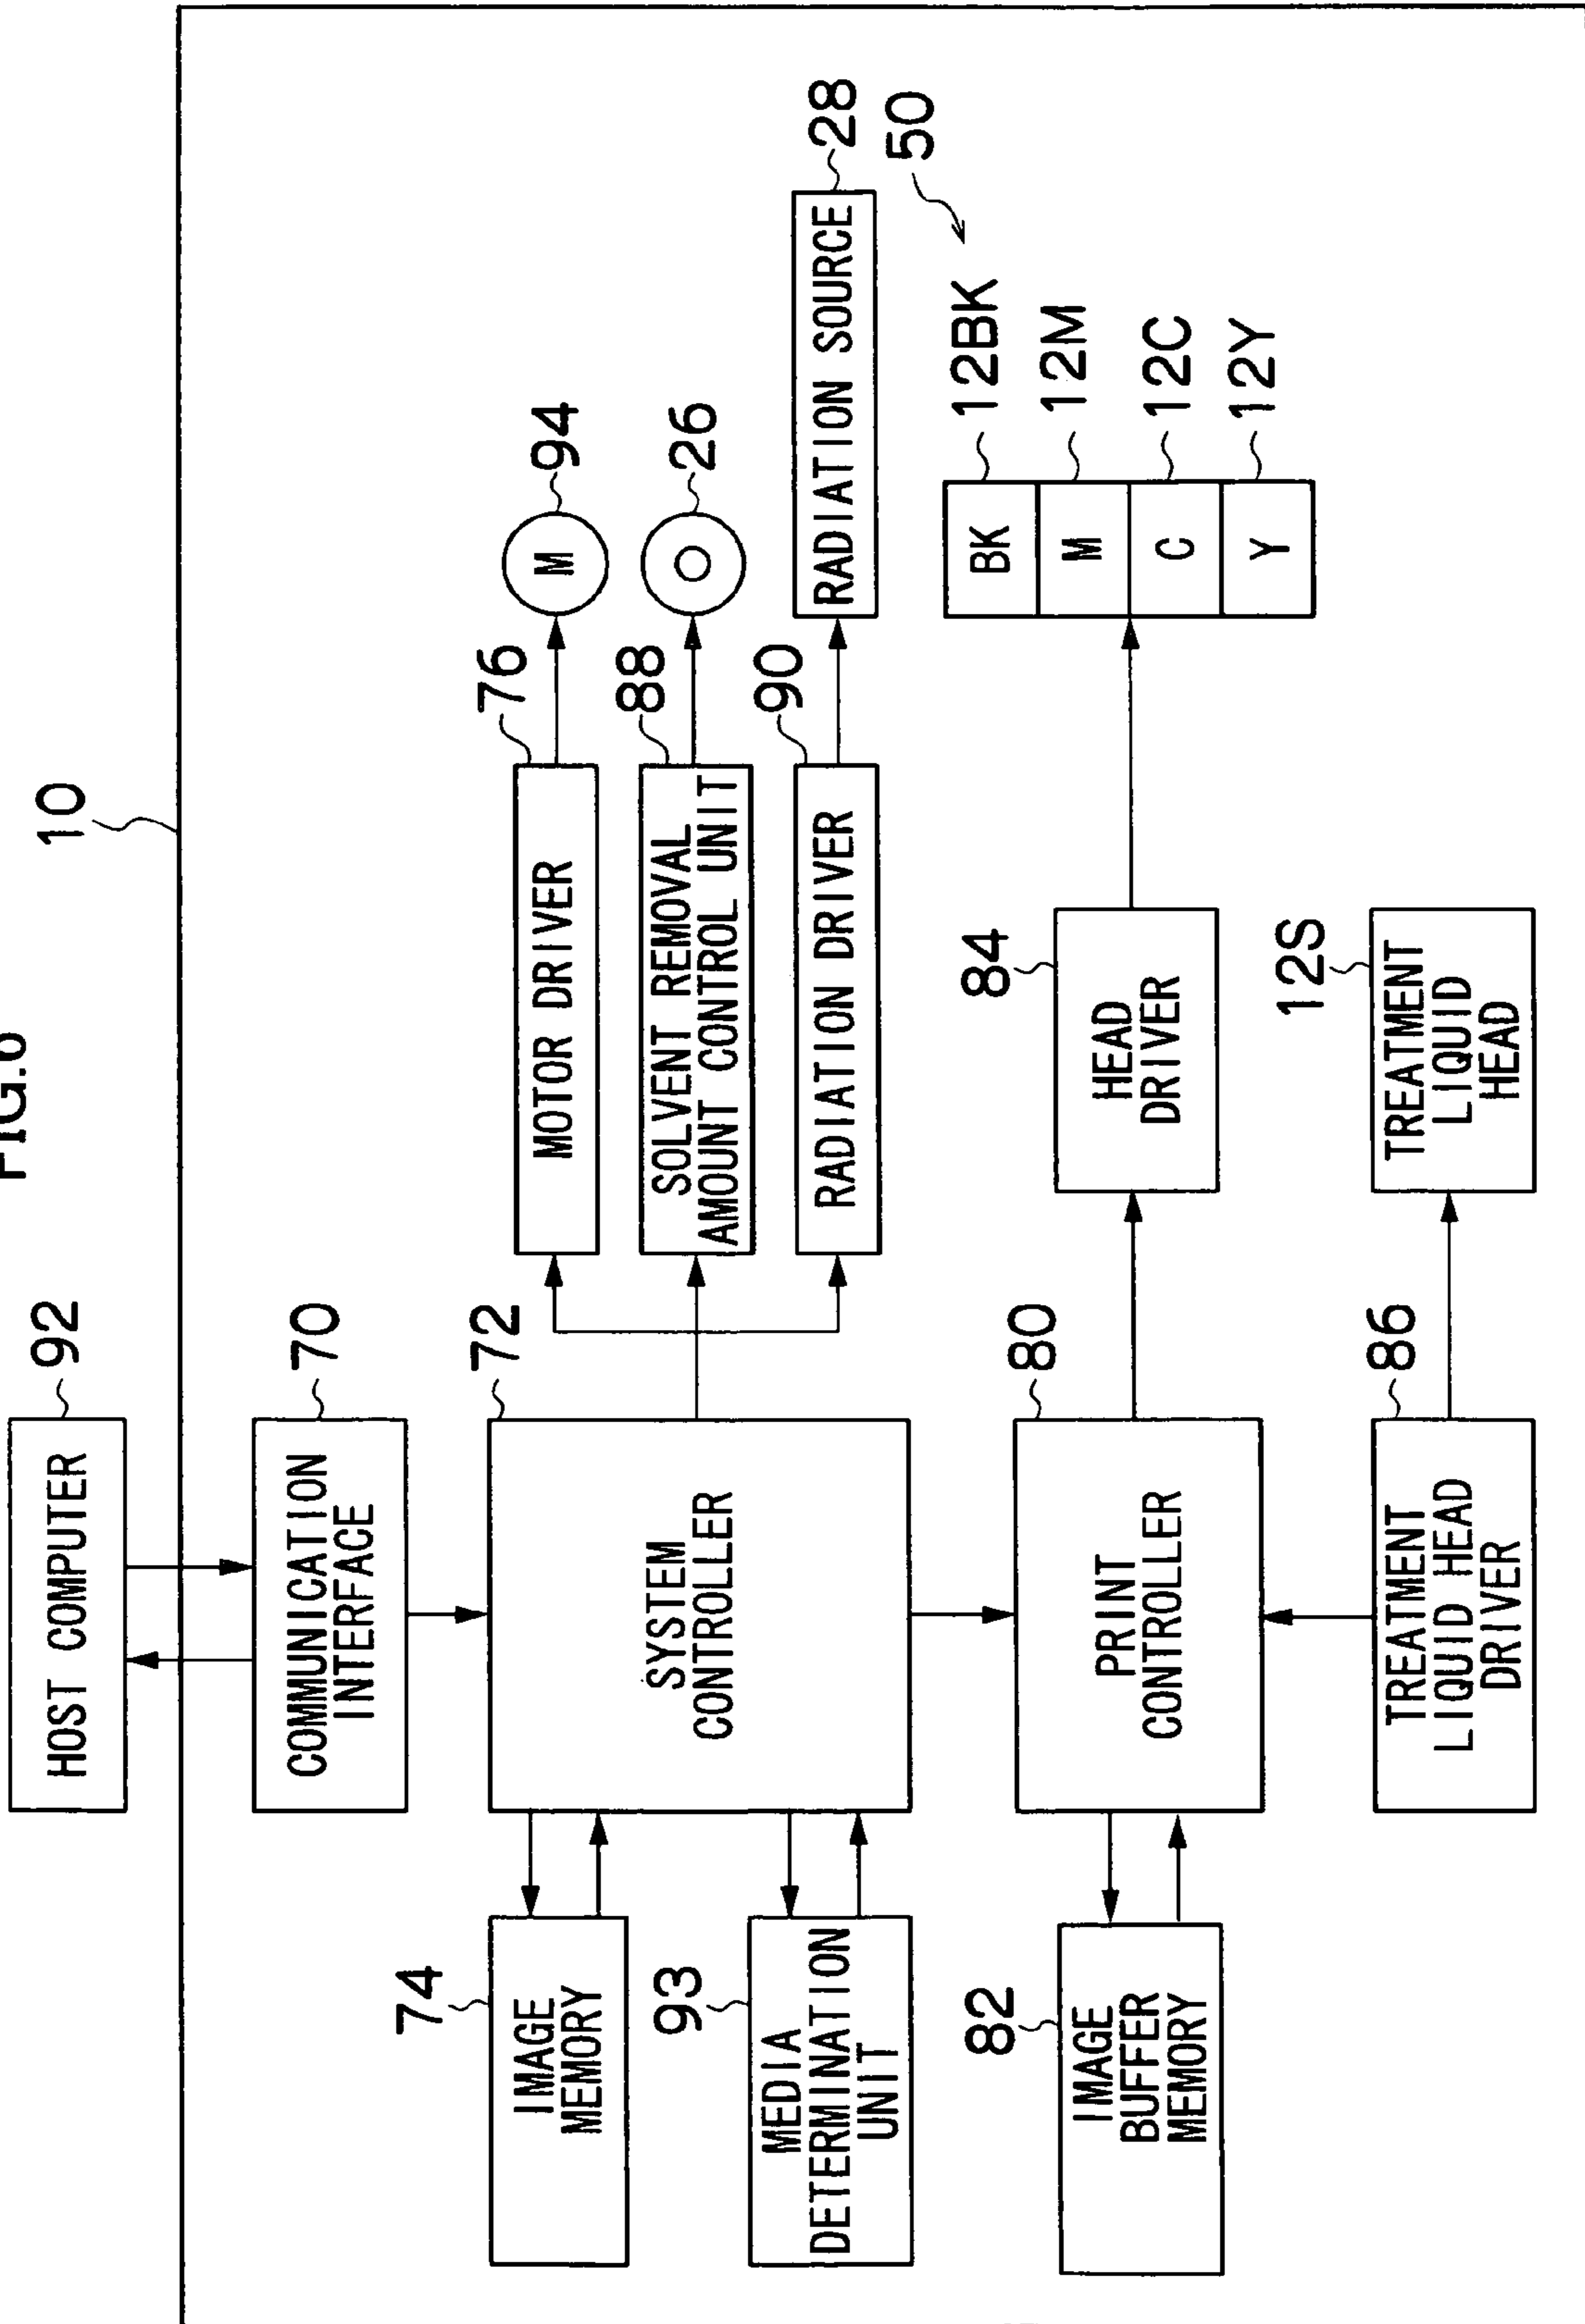 FIG.6
10
HOST COMPUTER
92
COMMUNICATION
INTERFACE
70
SYSTEM
CONTROLLER
72
IMAGE
MEMORY
74
MEDIA
DETERMINATION
UNIT
93
MOTOR DRIVER
76
M
94
SOLVENT REMOVAL
AMOUNT CONTROL UNIT
88
26
RADIATION DRIVER
90
RADIATION SOURCE
28
50
PRINT
CONTROLLER
80
IMAGE
BUFFER
MEMORY
82
HEAD
DRIVER
84
BK
12BK
M
12M
C
12C
Y
12Y
TREATMENT
LIQUID HEAD
DRIVER
86
TREATMENT
LIQUID
HEAD
12S